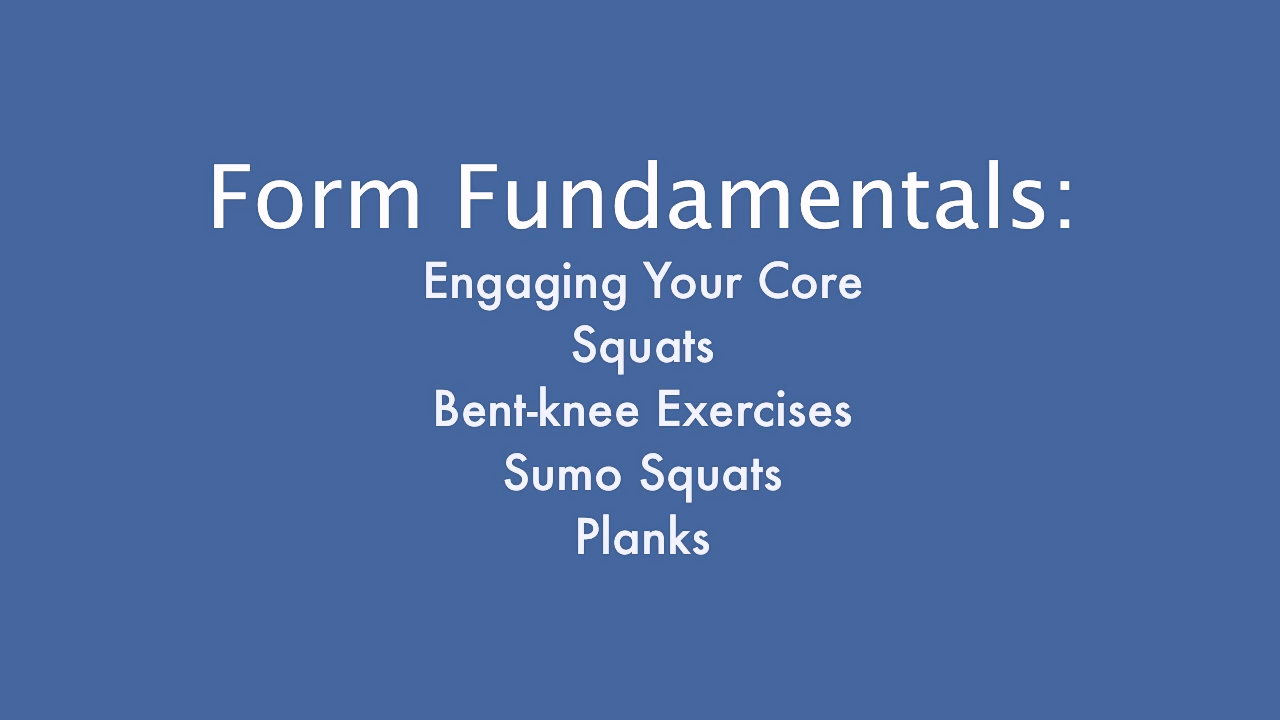 Form Fundamentals:
Engaging Your Core
Squats
Bent-knee Exercises
Sumo Squats
Planks